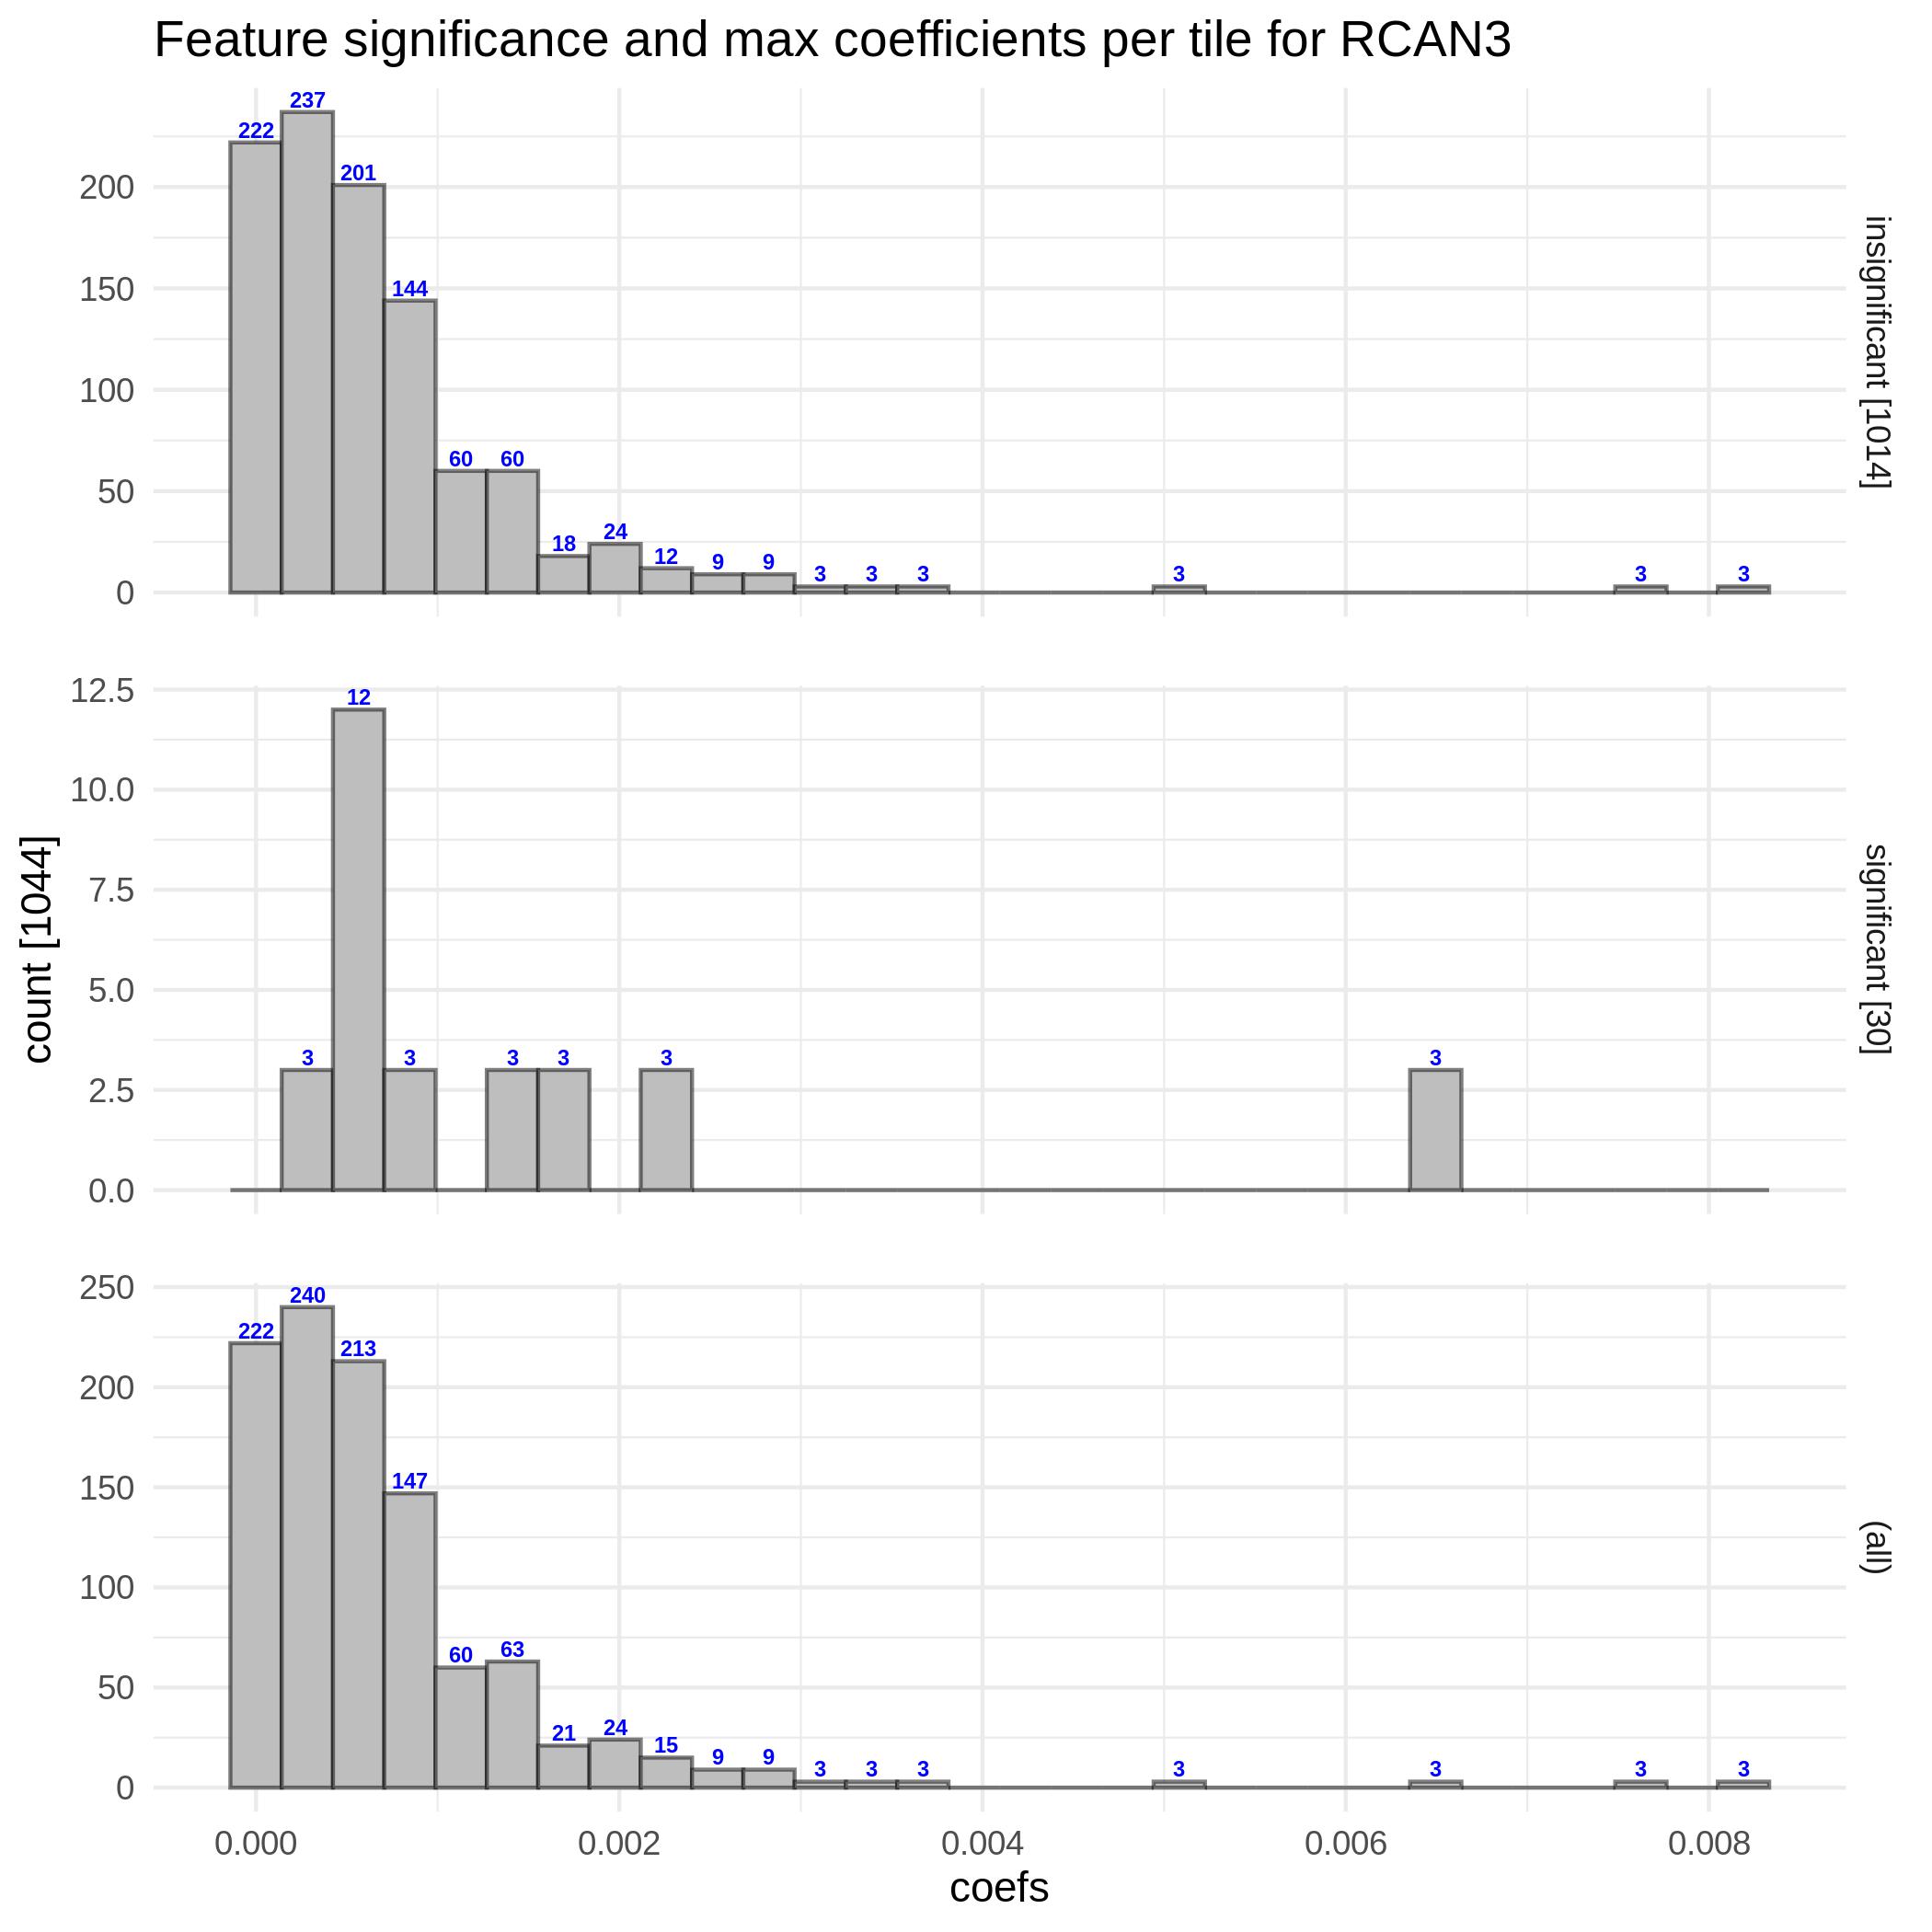 Feature significance and max coefficients per tile for RCAN3
237
222
201
144
60 60
18 24 12 9 9 3 3 3 3 3 3
200
150
100
50
0
insignificant [1014]
12
3 3 3 3 3 3
12.5
10.0
7.5
5.0
2.5
0.0
significant [30]
count [1044]
240
222
213
147
60 63
21 24 15 9 9 3 3 3 3 3 3 3
250
200
150
100
50
0
(all)
0.000 0.002 0.004 0.006 0.008
coefs